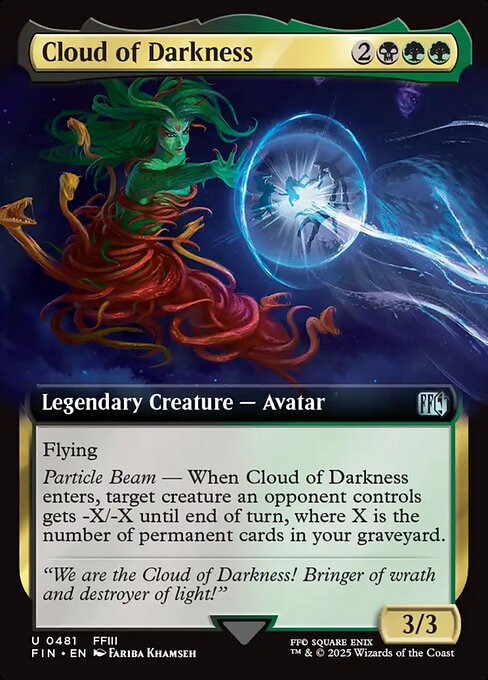 Cloud of Darkness 2
Legendary Creature — Avatar FF
Flying
Particle Beam — When Cloud of Darkness
enters, target creature an opponent controls
gets -X/-X until end of turn, where X is the
number of permanent cards in your graveyard.
“We are the Cloud of Darkness! Bringer of wrath
and destroyer of light!”
3/3
U 0481 FFIII
FIN • EN Fariba Khamseh
FF© SQUARE ENIX
™ & © 2025 Wizards of the Coast